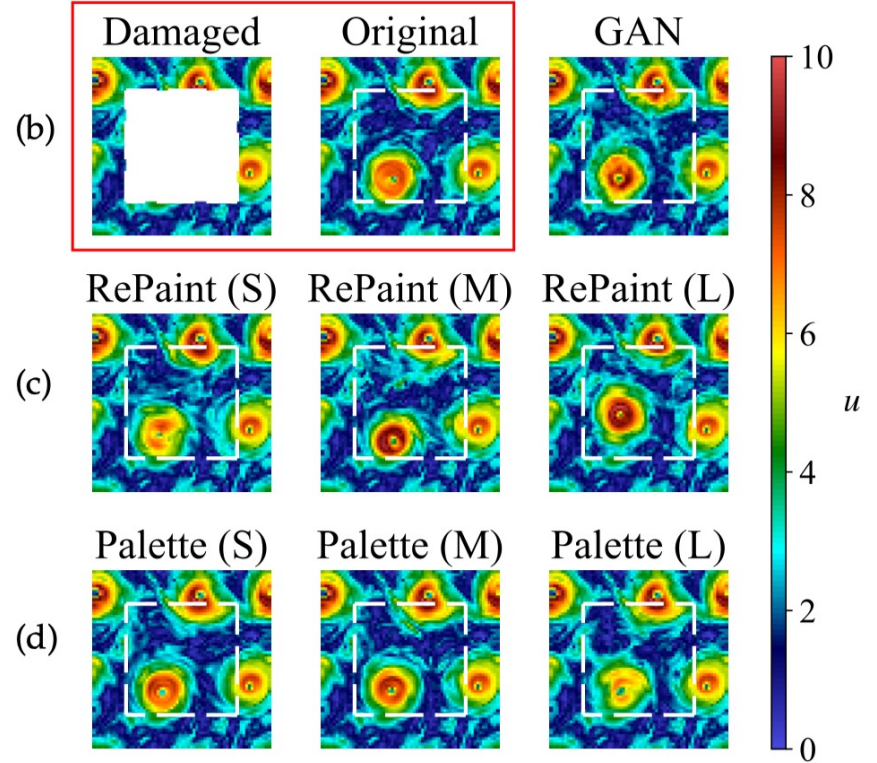 Damaged Original GAN
10
(b)
8
RePaint (S) RePaint (M) RePaint (L)
6
(c)
u
4
Palette (S) Palette (M) Palette (L)
2
(d)
0